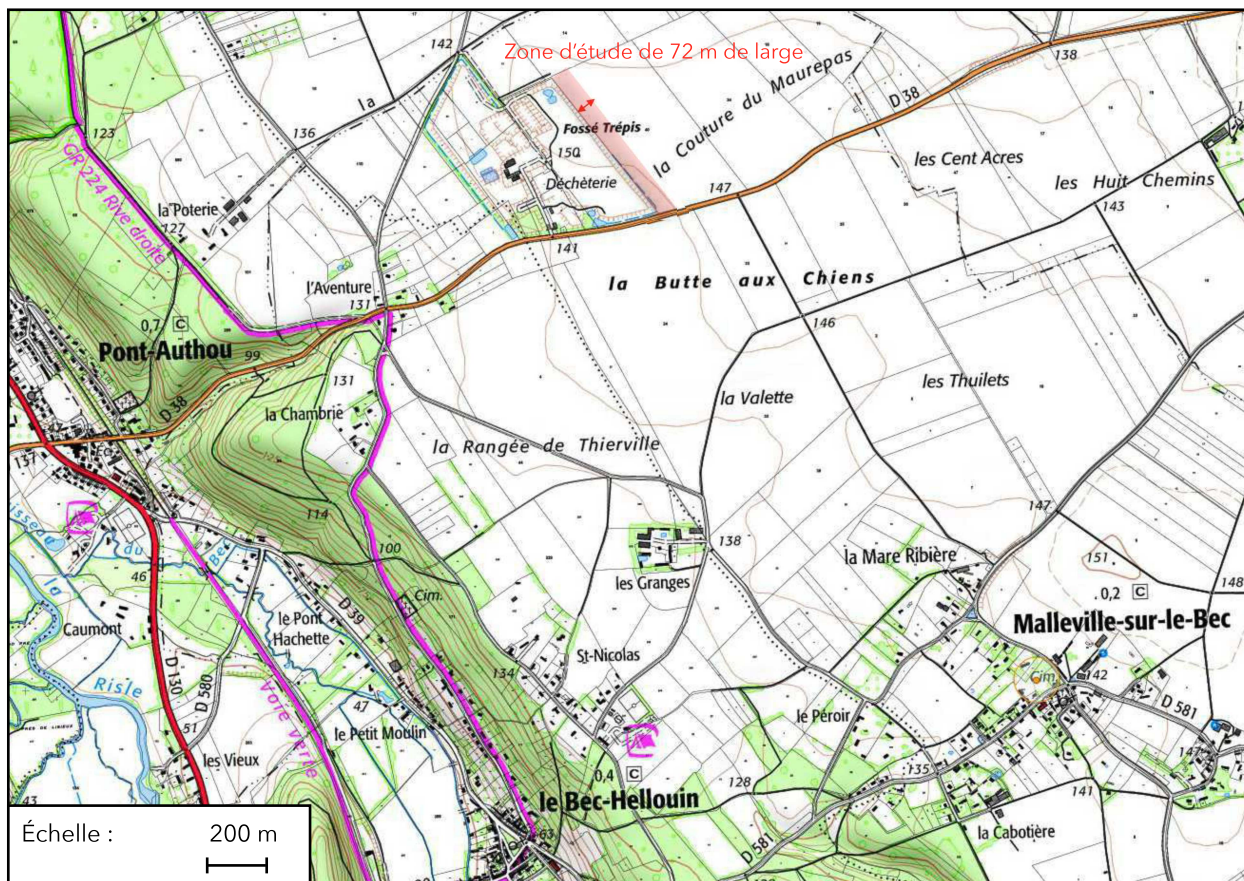 142
Zone d'étude de 72 m de large
138
D 38
la Couture du Maurepas
la
123
136
Fossé Trépis
150
Déchèterie
les Cent Acres
les Huit Chemins
GR 224 Rive droite
la Poterie
127
147
143
141
l'Aventure
131
la Butte aux Chiens
146
0,7 C
Pont-Authou
99
D 38
131
la Chambrie
la Valette
les Thuilets
la Rangée de Thierville
137
114
147
100
138
la Mare Ribière
151
148
du
Bec
46
Cim.
les Granges
0,2 C
Malleville-sur-le-Bec
la
Caumont
le Pont
Hachette
D 39
St-Nicolas
Cim.
142
Risle
D 130
D 580
Voie verte
134
D 581
47
le Petit Moulin
le Péroir
51
les Vieux
147
135
128
0,4 C
le Bec-Hellouin
141
43
63
D 581
la Cabotière
Échelle :
200 m